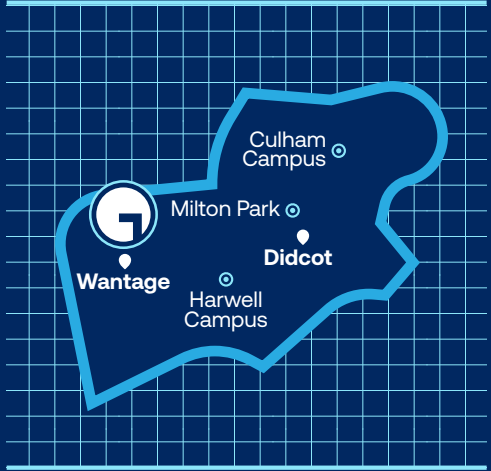 Culham
Campus
Milton Park
Didcot
Wantage
Harwell
Campus